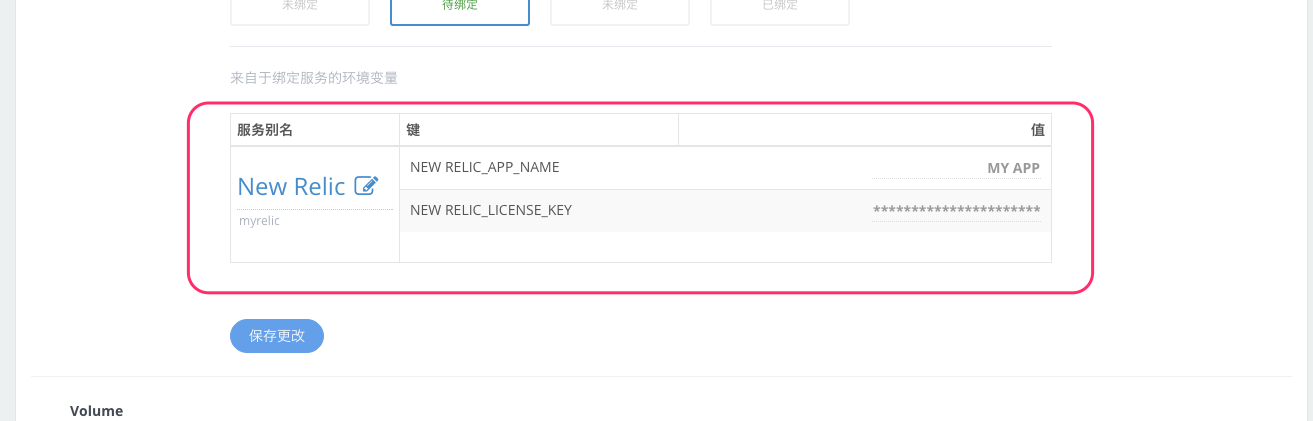 未绑定 待绑定 未绑定 已绑定
来自于绑定服务的环境变量
服务别名 键 值
NEW RELIC_APP_NAME MY APP
New Relic
NEW RELIC_LICENSE_KEY **********************
myrelic
保存更改
Volume